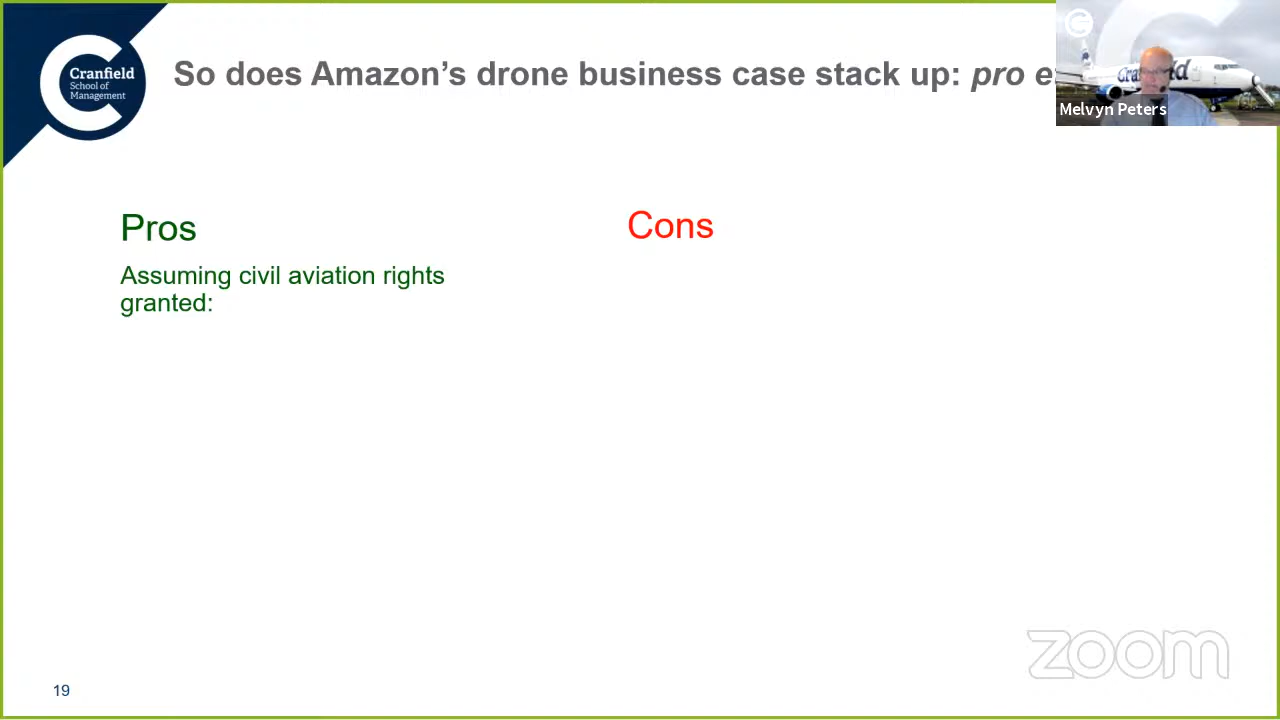 Cranfield
School of
Management
So does Amazon’s drone business case stack up: pro e
Melvyn Peters
Pros
Cons
Assuming civil aviation rights
granted:
zoom
19